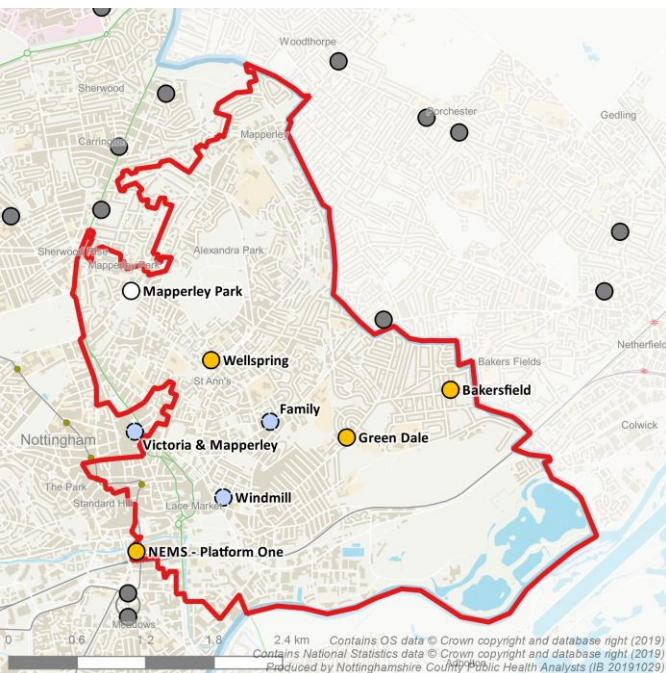 Woodthorpe
Sherwood
Porchester
Gedling
Mapperley
Carrington
Sherwood Rise
Alexandra Park
Mapperley Park
Mapperley Park
Netherfield
Wellspring
Bakers Fields
St Ann's
Bakersfield
Family
Colwick
Nottingham
Victoria & Mapperley
Green Dale
The Park
Windmill
Standard Hill
Lace Market
NEMS - Platform One
Meadows
0 0.6 1.2 1.8 2.4 km
Contains OS data © Crown copyright and database right (2019)
Contains National Statistics data © Crown copyright and database right (2019)
Produced by Nottinghamshire County Public Health Analysts (IB 20191029)